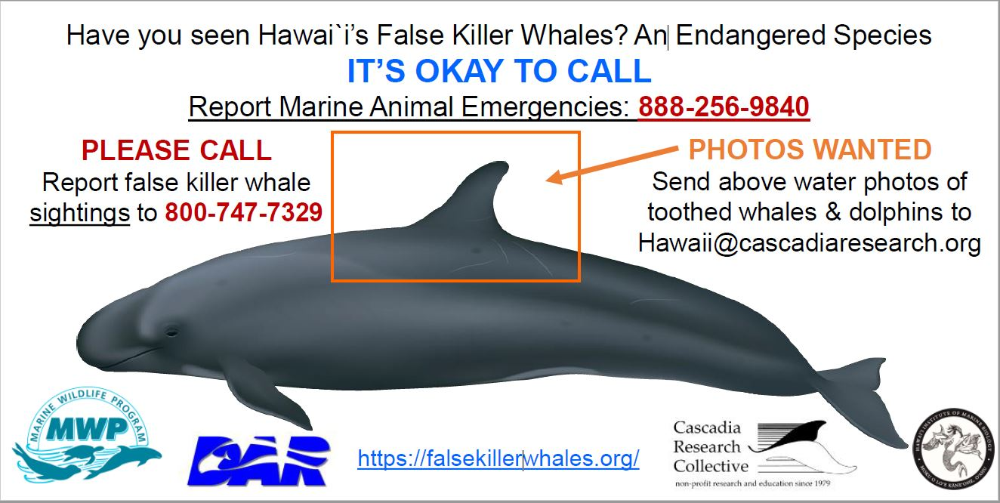 Have you seen Hawai`i’s False Killer Whales? An Endangered Species
IT’S OKAY TO CALL
Report Marine Animal Emergencies: 888-256-9840
PLEASE CALL
Report false killer whale
sightings to 800-747-7329
PHOTOS WANTED
Send above water photos of
toothed whales & dolphins to
Hawaii@cascadiaresearch.org
MARINE WILDLIFE PROGRAM
MWP
DAR
https://falsekillerwhales.org/
Cascadia
Research
Collective
non-profit research and education since 1979
HAWAI‘I INSTITUTE OF MARINE BIOLOGY
MOKU O LO‘E KĀNE‘OHE, O‘AHU